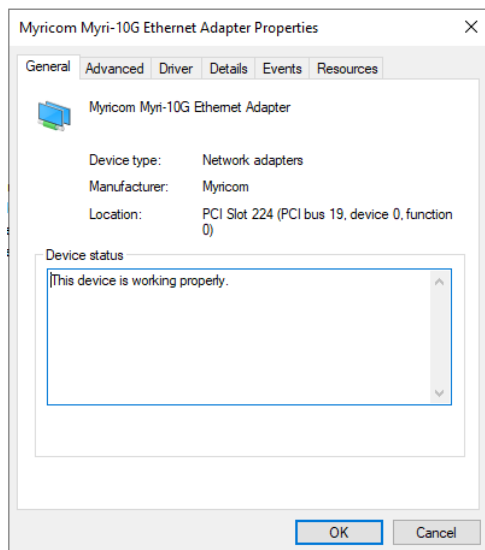 Myricom Myri-10G Ethernet Adapter Properties
General Advanced Driver Details Events Resources
Myricom Myri-10G Ethernet Adapter
Device type: Network adapters
Manufacturer: Myricom
Location: PCI Slot 224 (PCI bus 19, device 0, function
0)
Device status
This device is working properly.
OK Cancel